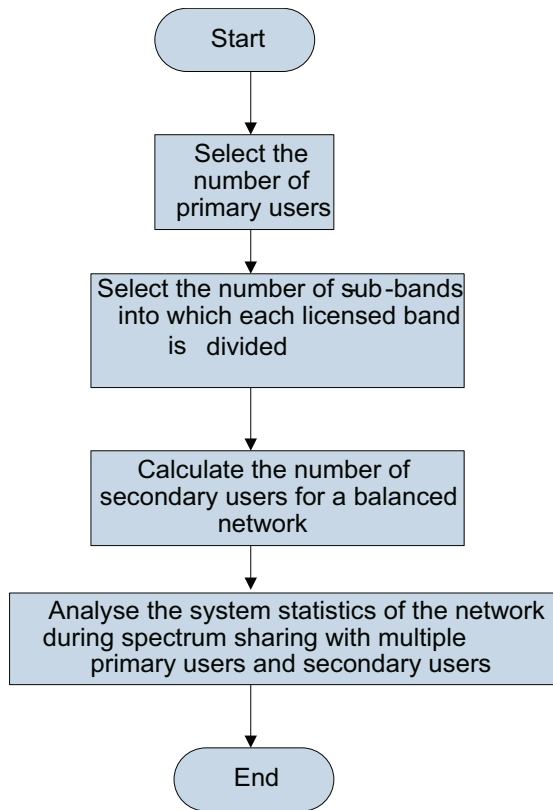 Start
Select the
number of
primary users
Select the number of sub-bands
into which each licensed band
is divided
Calculate the number of
secondary users for a balanced
network
Analyse the system statistics of the network
during spectrum sharing with multiple
primary users and secondary users
End